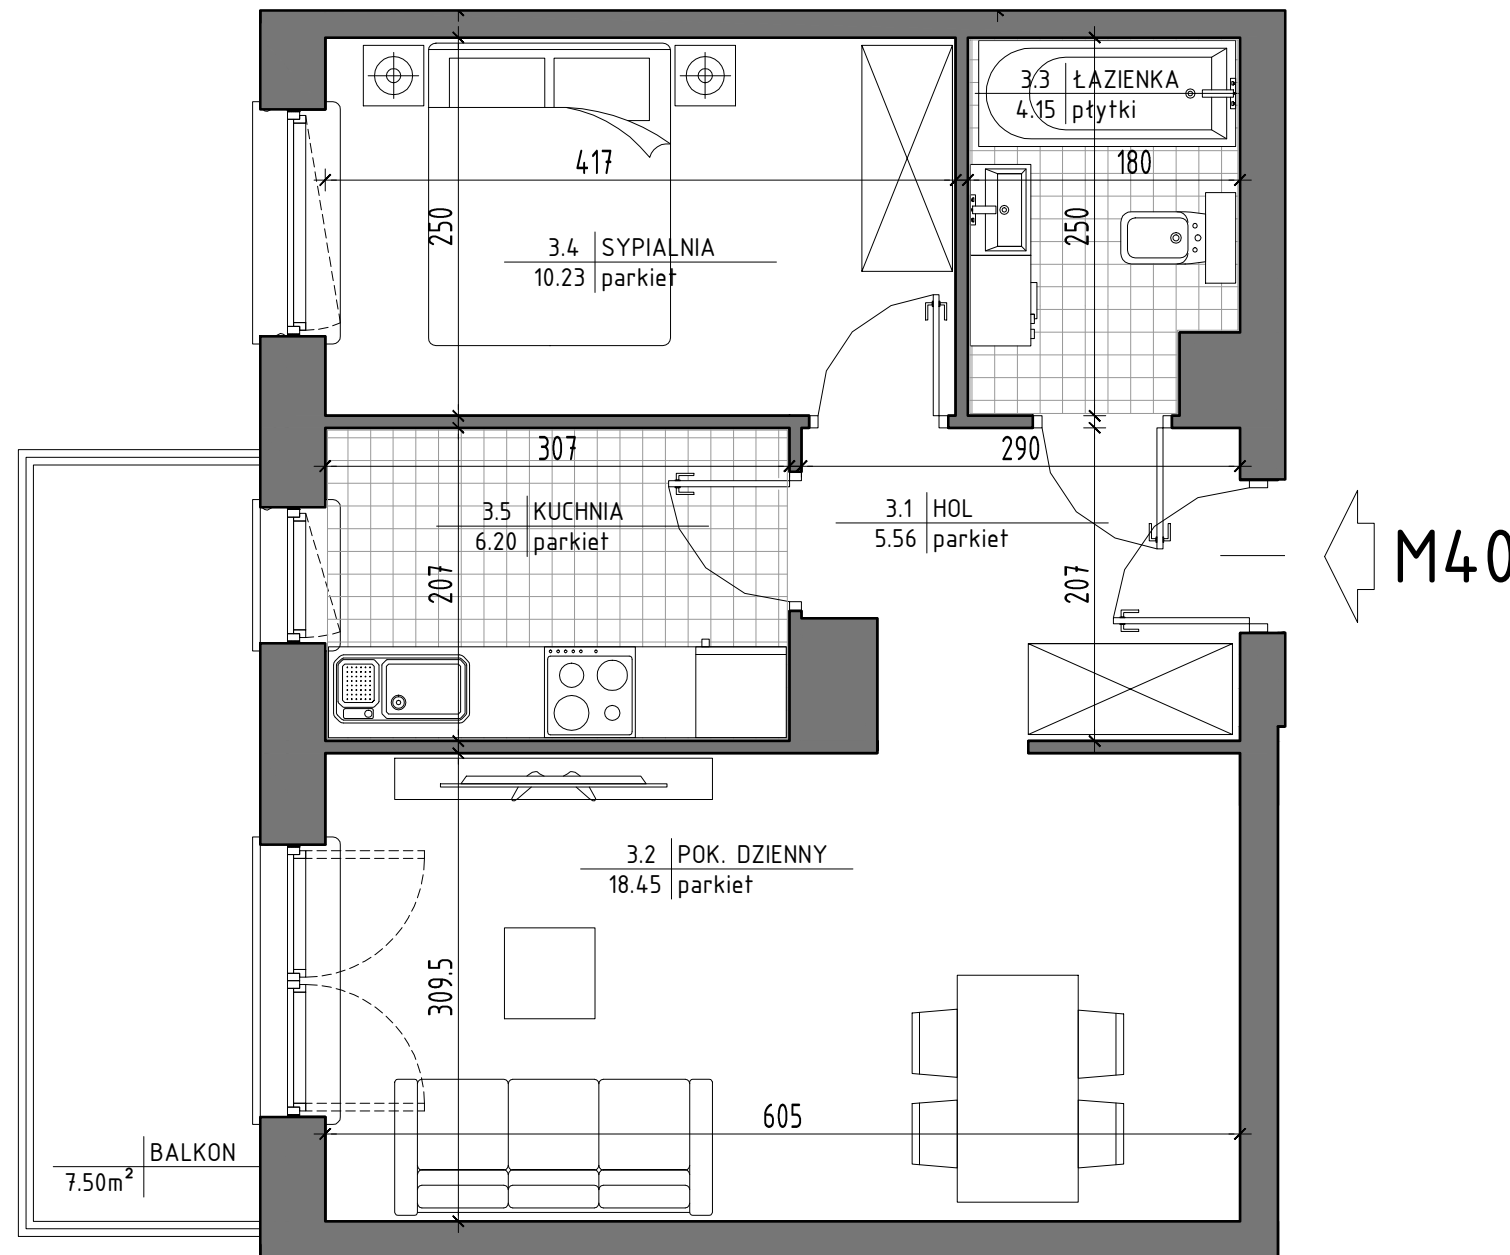 3.3 ŁAZIENKA
4.15 płytki
417
180
250
250
3.4 SYPIALNIA
10.23 parkiet
307
290
3.5 KUCHNIA
6.20 parkiet
3.1 HOL
5.56 parkiet
M40
207
207
3.2 POK. DZIENNY
18.45 parkiet
309.5
605
BALKON
7.50m²